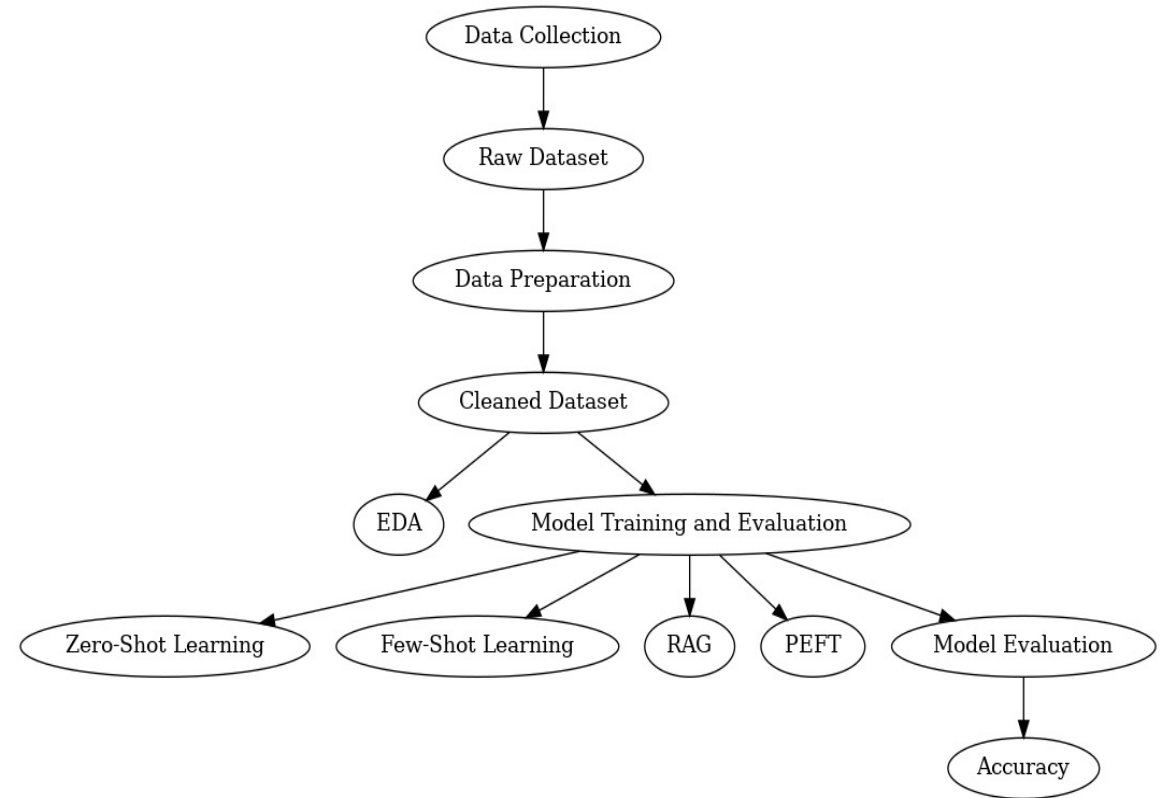 Data Collection
Raw Dataset
Data Preparation
Cleaned Dataset
EDA
Model Training and Evaluation
Zero-Shot Learning
Few-Shot Learning
RAG
PEFT
Model Evaluation
Accuracy